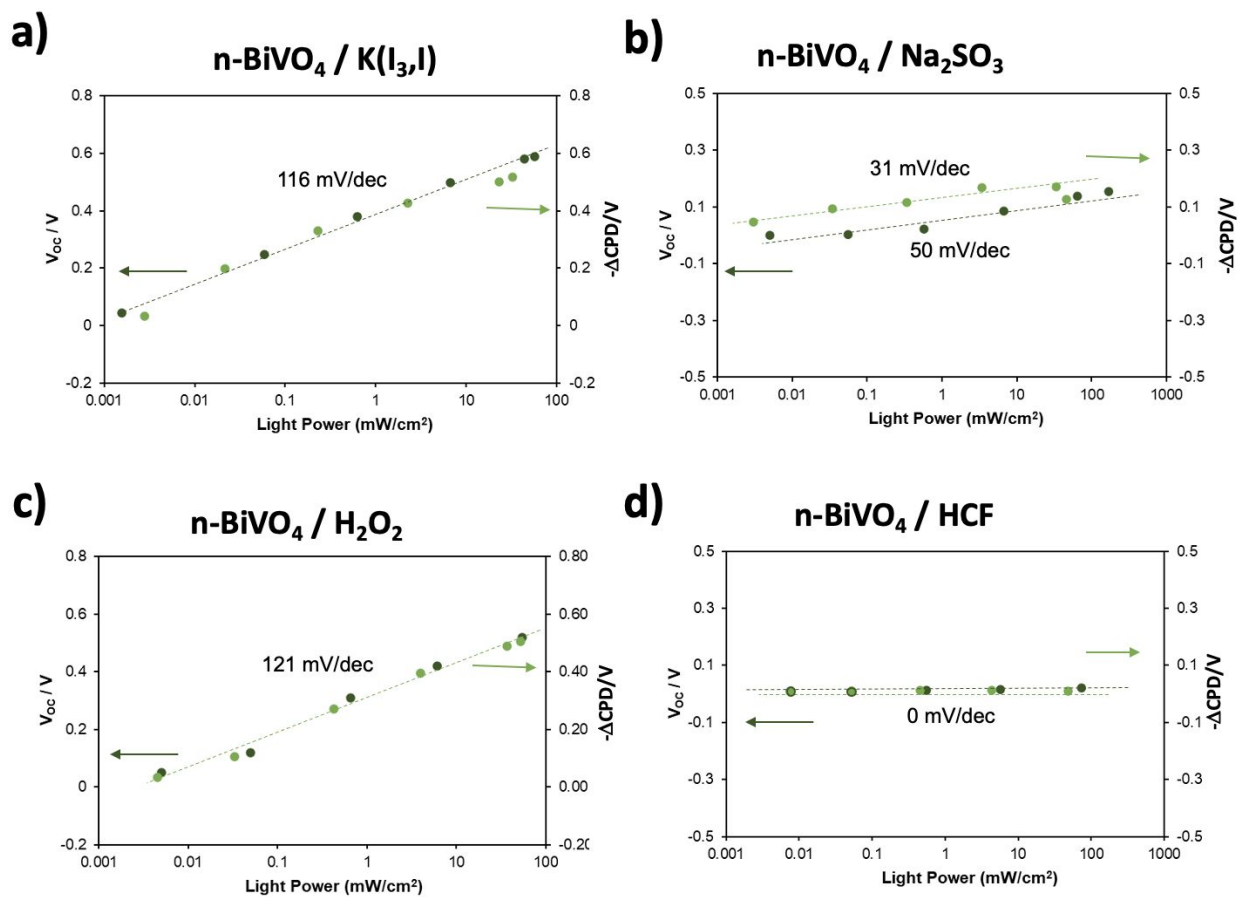 a)
n-BiVO₄ / K(I₃,I)
0.8
0.6
0.4
0.2
0
-0.2
V_OC / V
116 mV/dec
0.8
0.6
0.4
0.2
0
-0.2
-ΔCPD/V
0.001 0.01 0.1 1 10 100
Light Power (mW/cm²)
b)
n-BiVO₄ / Na₂SO₃
0.5
0.3
0.1
-0.1
-0.3
-0.5
V_OC / V
31 mV/dec
50 mV/dec
0.5
0.3
0.1
-0.1
-0.3
-0.5
-ΔCPD/V
0.001 0.01 0.1 1 10 100 1000
Light Power (mW/cm²)
c)
n-BiVO₄ / H₂O₂
0.8
0.6
0.4
0.2
0
-0.2
V_OC / V
121 mV/dec
0.80
0.60
0.40
0.20
0.00
-0.20
-ΔCPD/V
0.001 0.01 0.1 1 10 100
Light Power (mW/cm²)
d)
n-BiVO₄ / HCF
0.5
0.3
0.1
-0.1
-0.3
-0.5
V_OC / V
0 mV/dec
0.5
0.3
0.1
-0.1
-0.3
-0.5
-ΔCPD/V
0.001 0.01 0.1 1 10 100 1000
Light Power (mW/cm²)